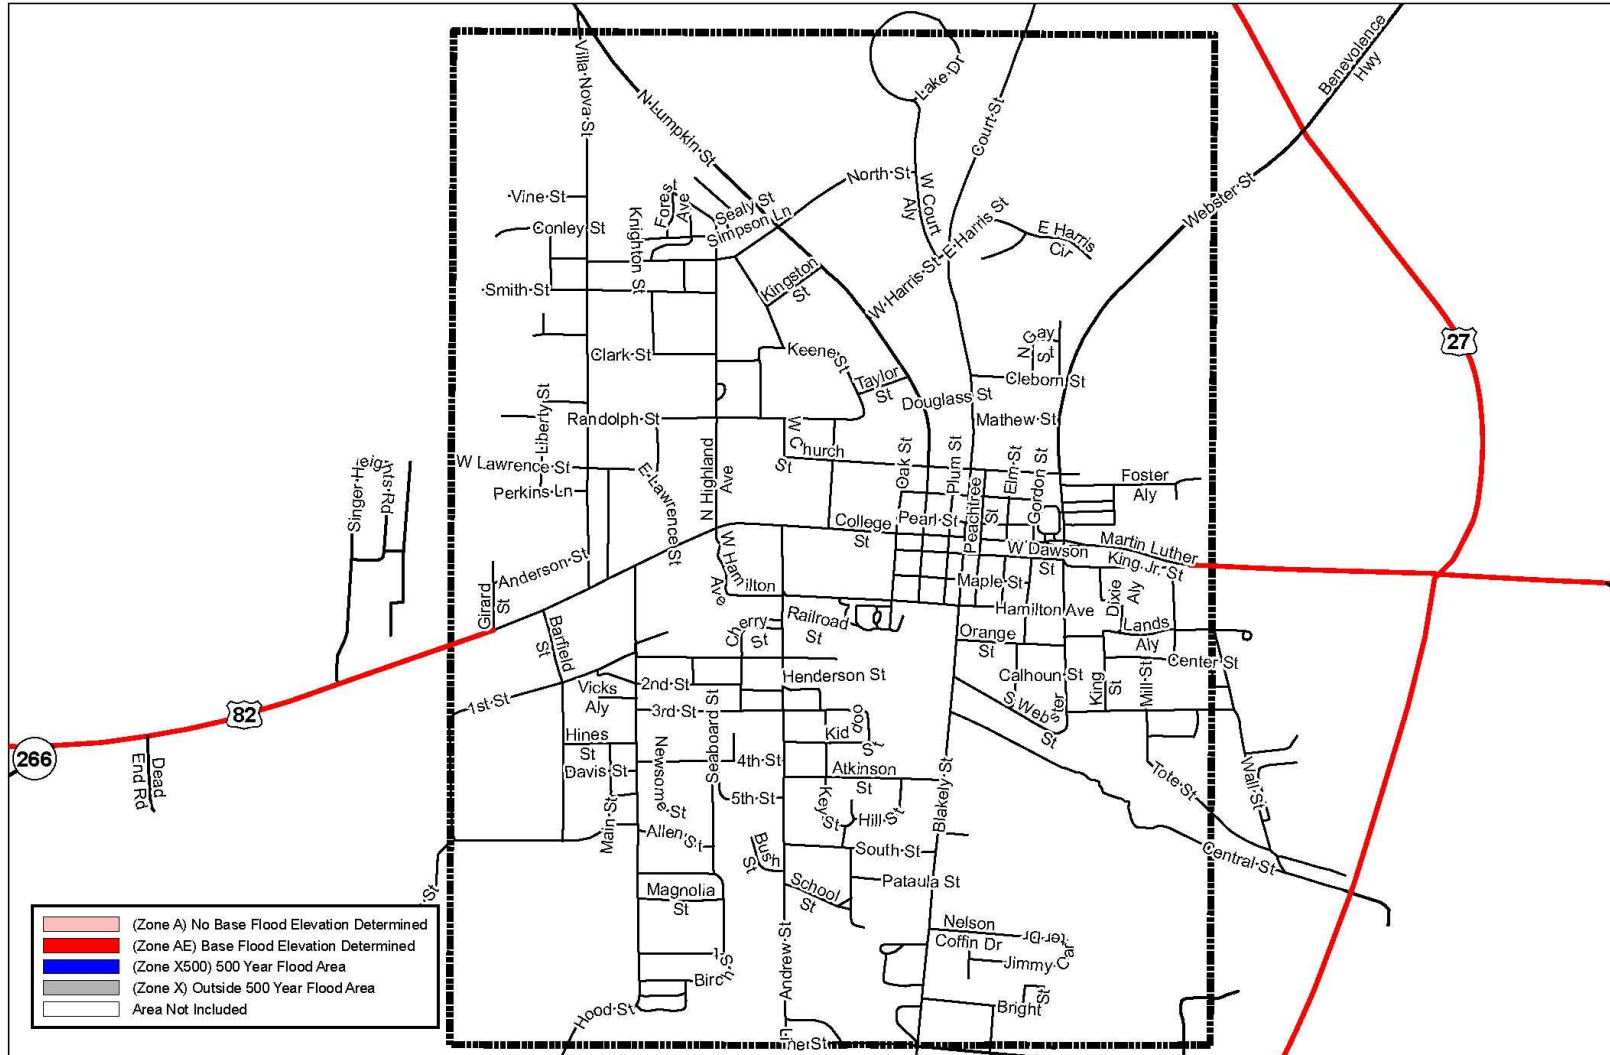 Benevolence
Hwy
Lake Dr
Villa Nova St
N Lumpkin St
Court St
North St
W Court
Aly
Webster St
Vine St
Forest
Ave
Sealy St
Simpson Ln
Knighton St
Conley St
E Harris St
E Harris
Cir
W Harris St
Kingston
St
Smith St
27
N Gay
St
Clark St
Keene St
Taylor
St
Cleborn St
Douglass St
Liberty St
Randolph St
Mathew St
W Church
St
N Highland
Ave
Oak St
Plum St
Elm St
Gordon St
W Lawrence St
E Lawrence St
Perkins Ln
Foster
Aly
Singer Heights Rd
Peachtree
St
College
St
Pearl St
W Dawson
St
Martin Luther
King Jr. St
Anderson St
W Hamilton
Ave
Maple St
Dixie
Aly
Girard
St
Hamilton Ave
Barfield
St
Cherry
St
Railroad
St
Orange
St
Lands
Aly
Center St
Henderson St
Calhoun St
King
St
Mill St
1st St
Vicks
Aly
2nd St
3rd St
Seaboard St
S Webster
St
82
266
Hines
St
Kid
Dead
End Rd
Davis St
Newsome St
4th St
Atkinson
St
Blakely St
Tote St
Wall St
5th St
Key St
Hill St
Main St
Allen St
Bush
St
South St
Central St
Magnolia
St
School
St
Pataula St
St
Nelson
Coffin Dr
Jimmy Carter Dr
Andrew St
Birch St
Bright
St
Hood St
(Zone A) No Base Flood Elevation Determined
(Zone AE) Base Flood Elevation Determined
(Zone X500) 500 Year Flood Area
(Zone X) Outside 500 Year Flood Area
Area Not Included